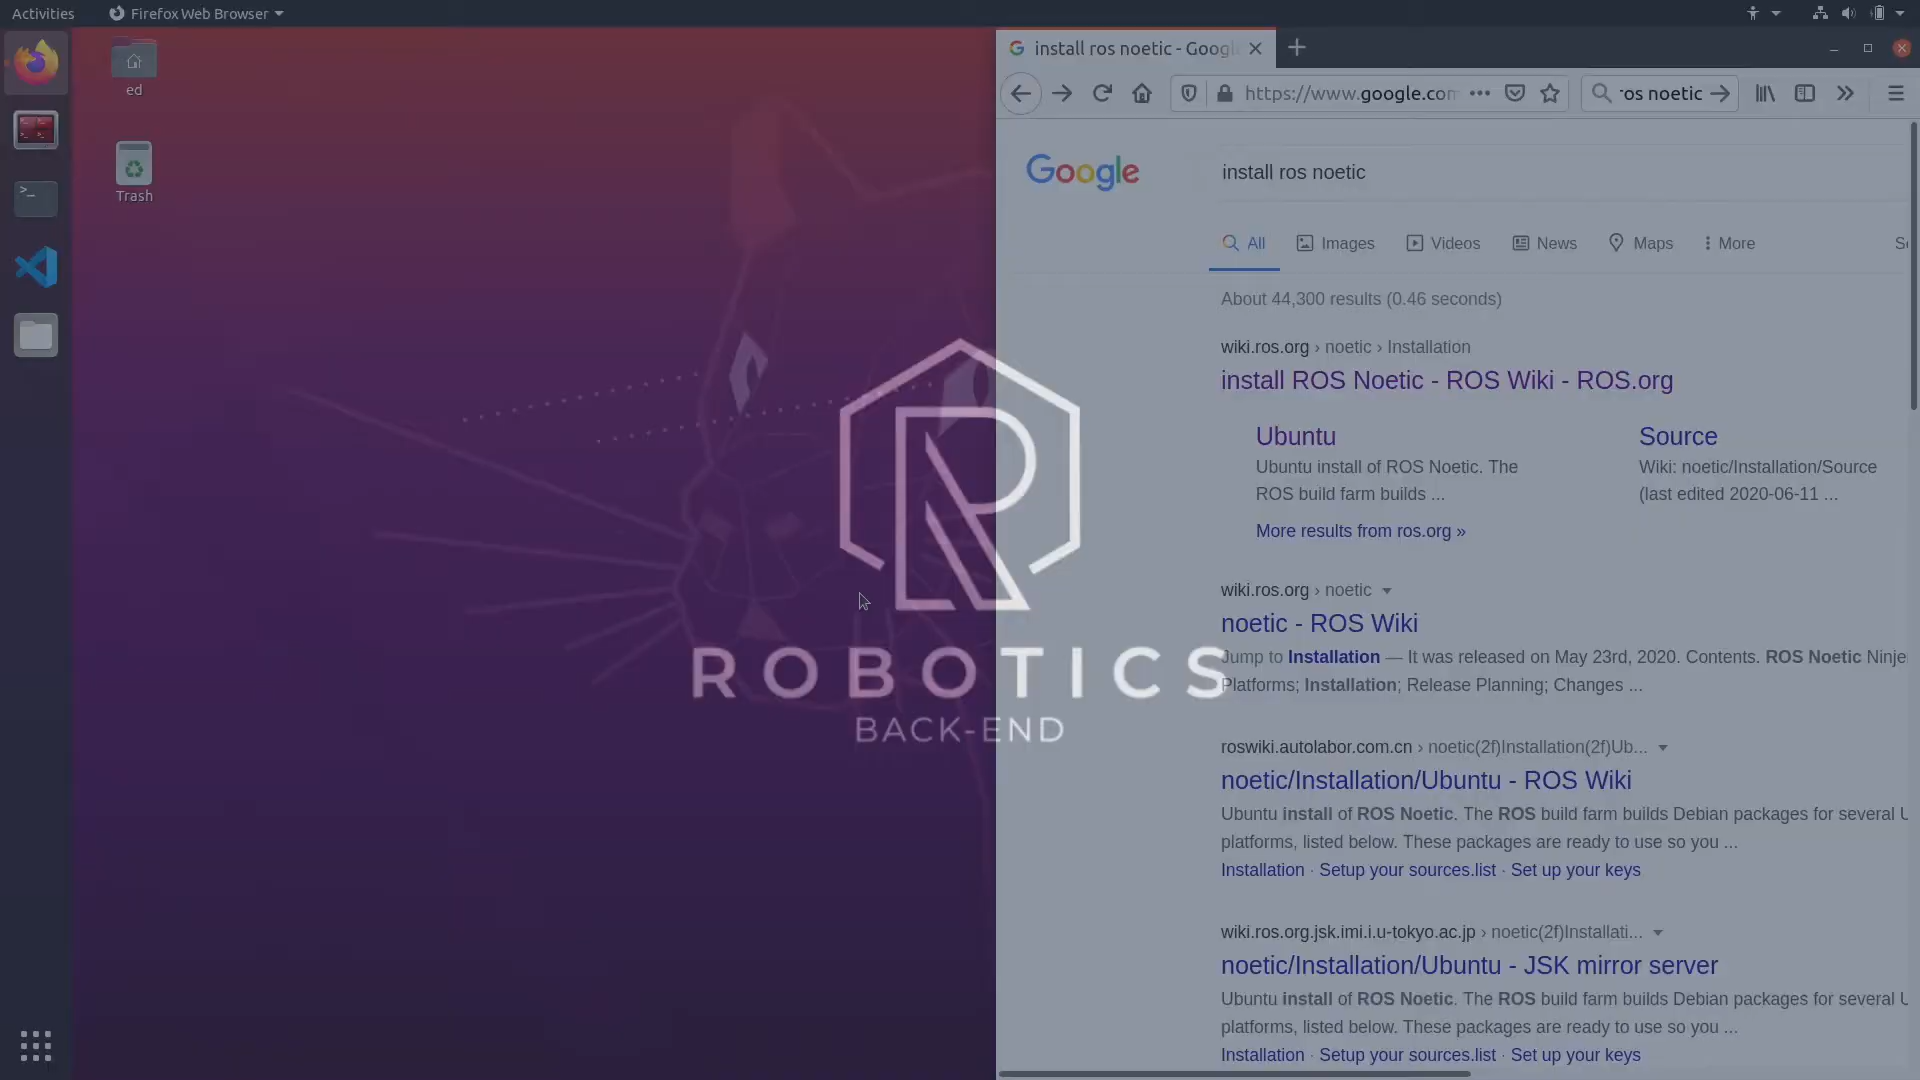 Activities
Firefox Web Browser
ed
Trash
install ros noetic - Googl
https://www.google.com
ros noetic
Google
install ros noetic
All
Images
Videos
News
Maps
More
About 44,300 results (0.46 seconds)
wiki.ros.org › noetic › Installation
install ROS Noetic - ROS Wiki - ROS.org
Ubuntu
Ubuntu install of ROS Noetic. The
ROS build farm builds ...
Source
Wiki: noetic/Installation/Source
(last edited 2020-06-11 ...
More results from ros.org »
wiki.ros.org › noetic
noetic - ROS Wiki
Jump to Installation — It was released on May 23rd, 2020. Contents. ROS Noetic Ninje
Platforms; Installation; Release Planning; Changes ...
ROBOTICS
BACK-END
roswiki.autolabor.com.cn › noetic(2f)Installation(2f)Ub...
noetic/Installation/Ubuntu - ROS Wiki
Ubuntu install of ROS Noetic. The ROS build farm builds Debian packages for several U
platforms, listed below. These packages are ready to use so you ...
Installation · Setup your sources.list · Set up your keys
wiki.ros.org.jsk.imi.i.u-tokyo.ac.jp › noetic(2f)Installati...
noetic/Installation/Ubuntu - JSK mirror server
Ubuntu install of ROS Noetic. The ROS build farm builds Debian packages for several U
platforms, listed below. These packages are ready to use so you ...
Installation · Setup your sources.list · Set up your keys